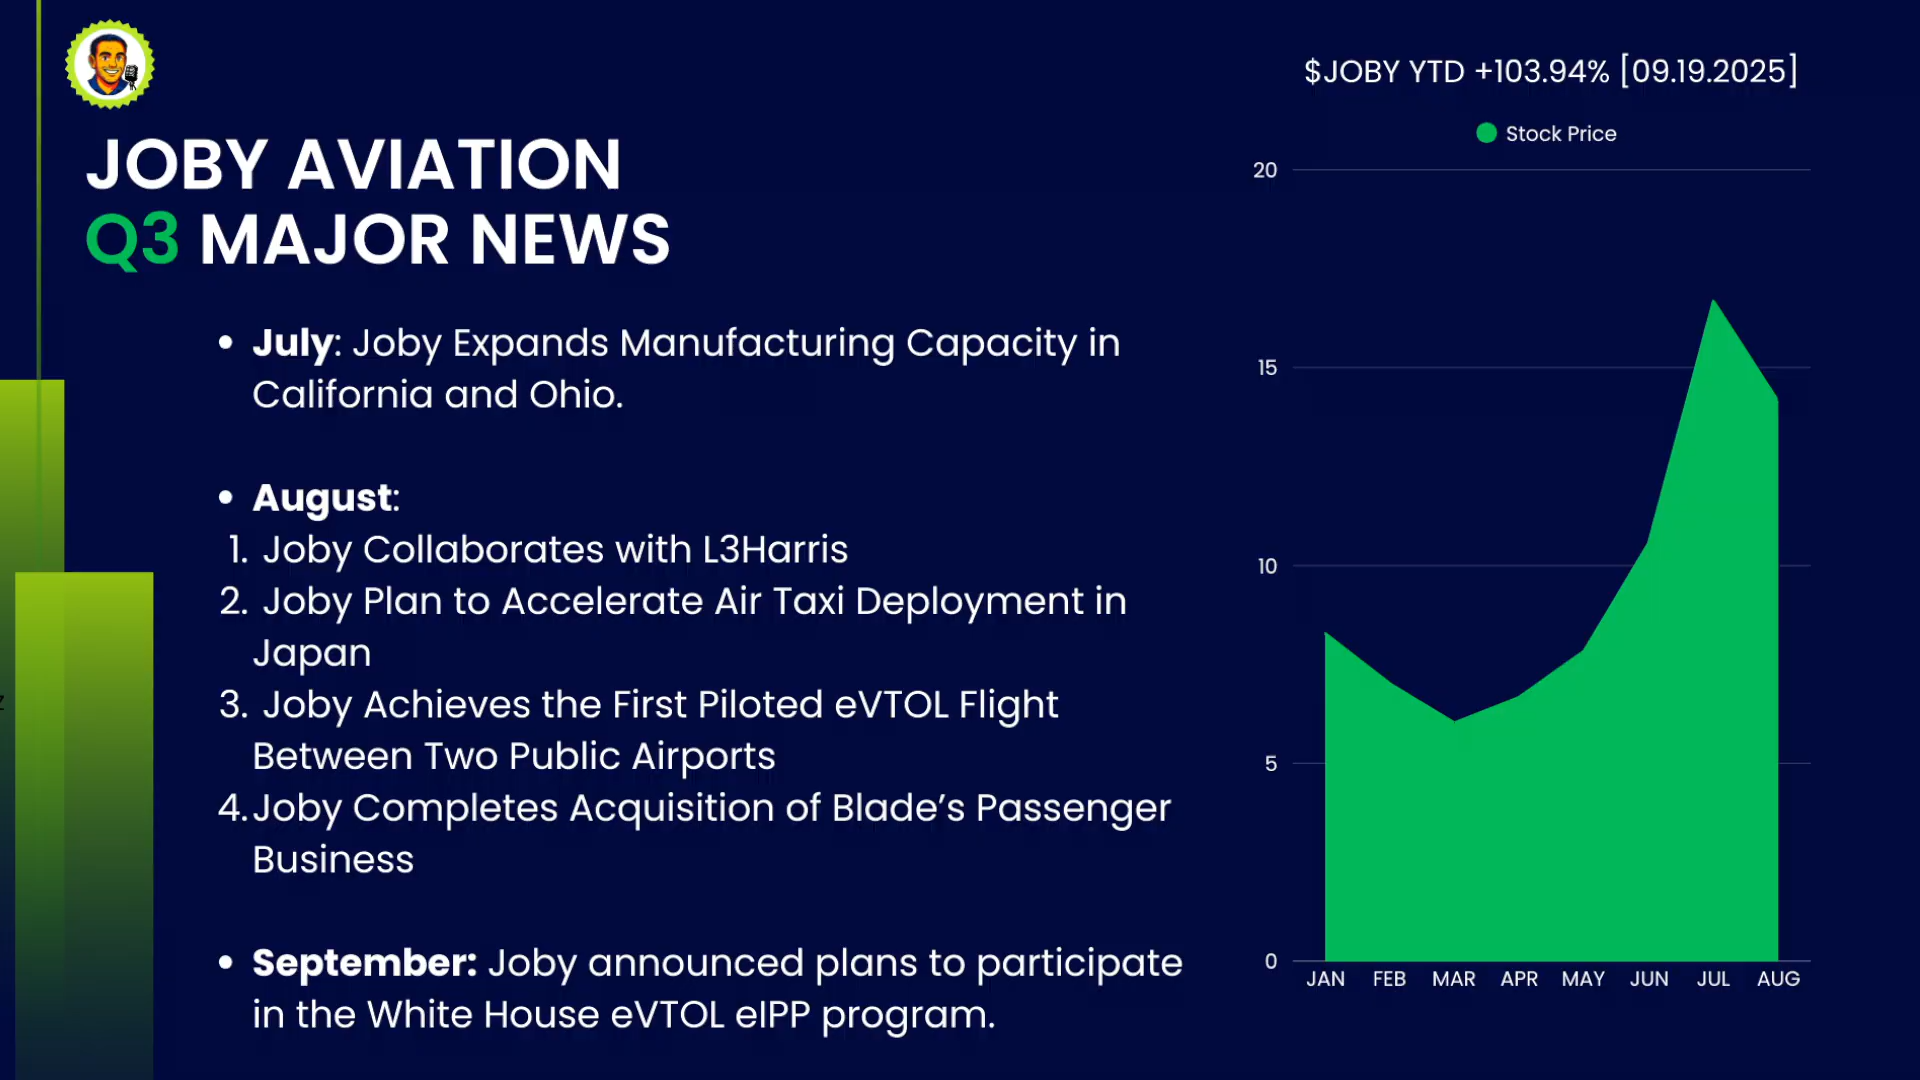 JOBY AVIATION
Q3 MAJOR NEWS
• July: Joby Expands Manufacturing Capacity in
California and Ohio.
• August:
1. Joby Collaborates with L3Harris
2. Joby Plan to Accelerate Air Taxi Deployment in
Japan
3. Joby Achieves the First Piloted eVTOL Flight
Between Two Public Airports
4. Joby Completes Acquisition of Blade’s Passenger
Business
• September: Joby announced plans to participate
in the White House eVTOL eIPP program.
$JOBY YTD +103.94% [09.19.2025]
Stock Price
20
15
10
5
0
JAN FEB MAR APR MAY JUN JUL AUG